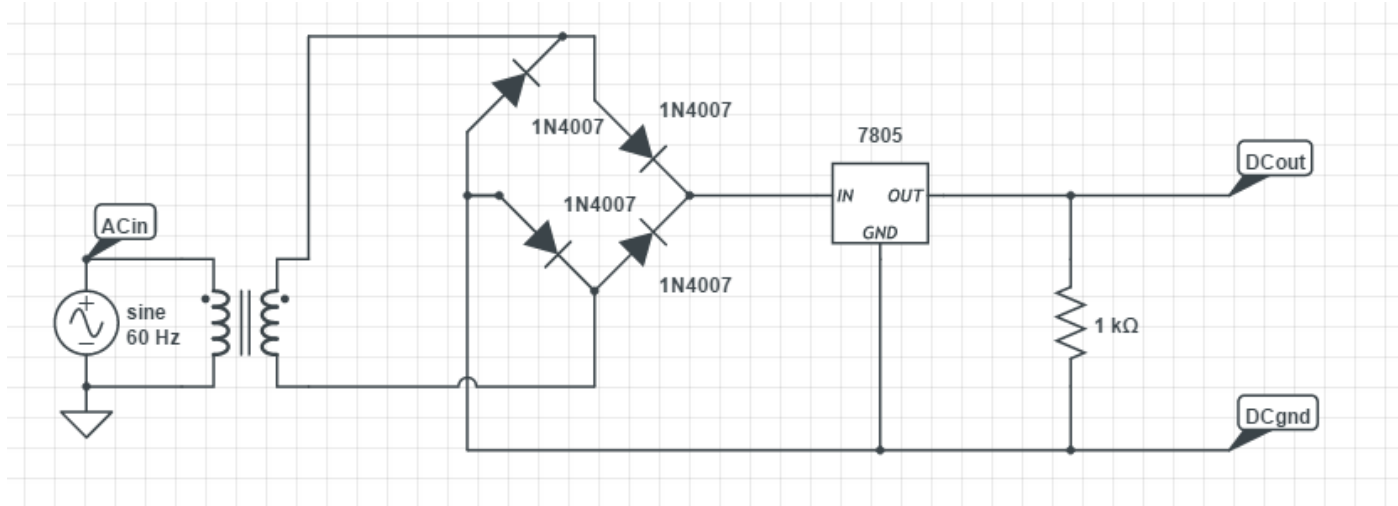 1N4007
1N4007
7805
DCout
IN
OUT
1N4007
ACin
GND
1N4007
sine
60 Hz
1 kΩ
DCgnd